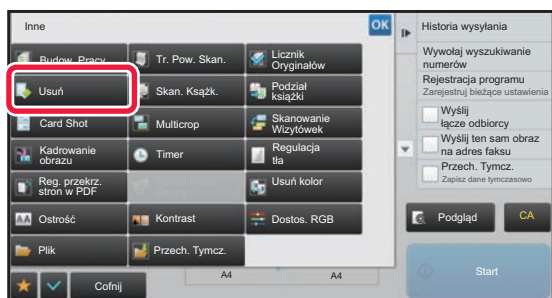 Inne
OK
Budow. Pracy
Tr. Pow. Skan.
Licznik
Oryginałów
Usuń
Skan. Ksążk.
Podział
książki
Card Shot
Multicrop
Skanowanie
Wizytówek
Kadrowanie
obrazu
Timer
Regulacja
tła
Reg. przekrz.
stron w PDF
Usuń kolor
Ostrość
Kontrast
Dostos. RGB
Plik
Przech. Tymcz.
Cofnij
A4
A4
Historia wysyłania
Wywołaj wyszukiwanie
numerów
Rejestracja programu
Zarejestruj bieżące ustawienia
Wyślij
łącze odbiorcy
Wyślij ten sam obraz
na adres faksu
Przech. Tymcz.
Zapisz dane tymczasowo
Podgląd
CA
Start